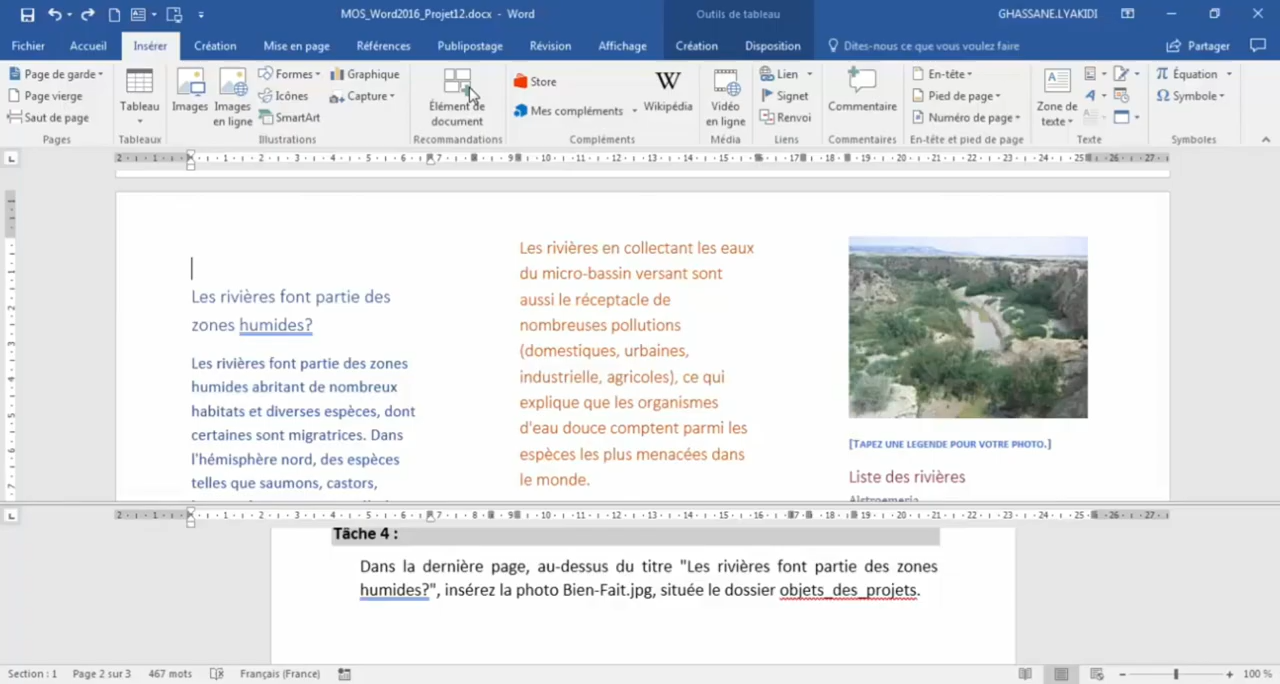 MOS_Word2016_Projet12.docx - Word
Outils de tableau
GHASSANE.LYAKIDI
Fichier Accueil Insérer Création Mise en page Références Publipostage Révision Affichage Création Disposition Dites-nous ce que vous voulez faire Partager
Page de garde
Page vierge
Saut de page
Pages
Tableau
Tableaux
Images
Images en ligne
Formes
Icônes
SmartArt
Graphique
Capture
Illustrations
Élément de document
Recommandations
Store
Mes compléments
Wikipédia
Compléments
Vidéo en ligne
Média
Lien
Signet
Renvoi
Liens
Commentaire
Commentaires
En-tête
Pied de page
Numéro de page
En-tête et pied de page
Zone de texte
Texte
Équation
Symbole
Symboles
Les rivières font partie des
zones humides?
Les rivières font partie des zones
humides abritant de nombreux
habitats et diverses espèces, dont
certaines sont migratrices. Dans
l'hémisphère nord, des espèces
telles que saumons, castors,
Les rivières en collectant les eaux
du micro-bassin versant sont
aussi le réceptacle de
nombreuses pollutions
(domestiques, urbaines,
industrielle, agricoles), ce qui
explique que les organismes
d'eau douce comptent parmi les
espèces les plus menacées dans
le monde.
[TAPEZ UNE LEGENDE POUR VOTRE PHOTO.]
Liste des rivières
Alstroemeria
Tâche 4 :
Dans la dernière page, au-dessus du titre "Les rivières font partie des zones
humides?", insérez la photo Bien-Fait.jpg, située le dossier objets_des_projets.
Section : 1 Page 2 sur 3 467 mots Français (France) 100 %